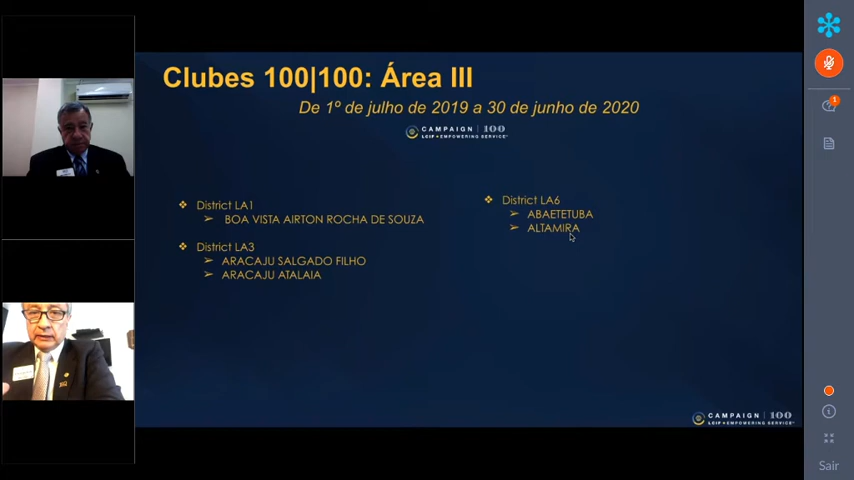 Clubes 100|100: Área III
De 1º de julho de 2019 a 30 de junho de 2020
CAMPAIGN | 100
LCIF: EMPOWERING SERVICE
District LA1
BOA VISTA AIRTON ROCHA DE SOUZA
District LA3
ARACAJU SALGADO FILHO
ARACAJU ATALAIA
District LA6
ABAETETUBA
ALTAMIRA
CAMPAIGN | 100
LCIF: EMPOWERING SERVICE
1
Sair